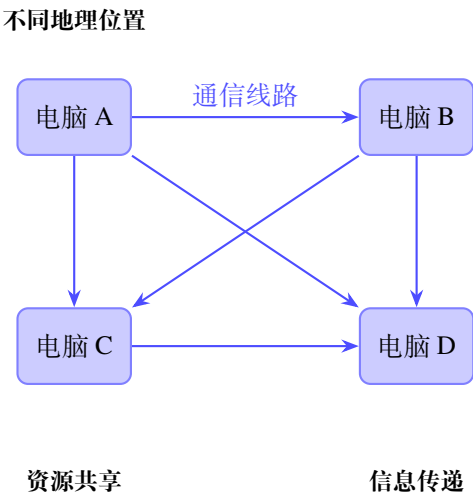 不同地理位置
通信线路
电脑 A
电脑 B
电脑 C
电脑 D
资源共享
信息传递